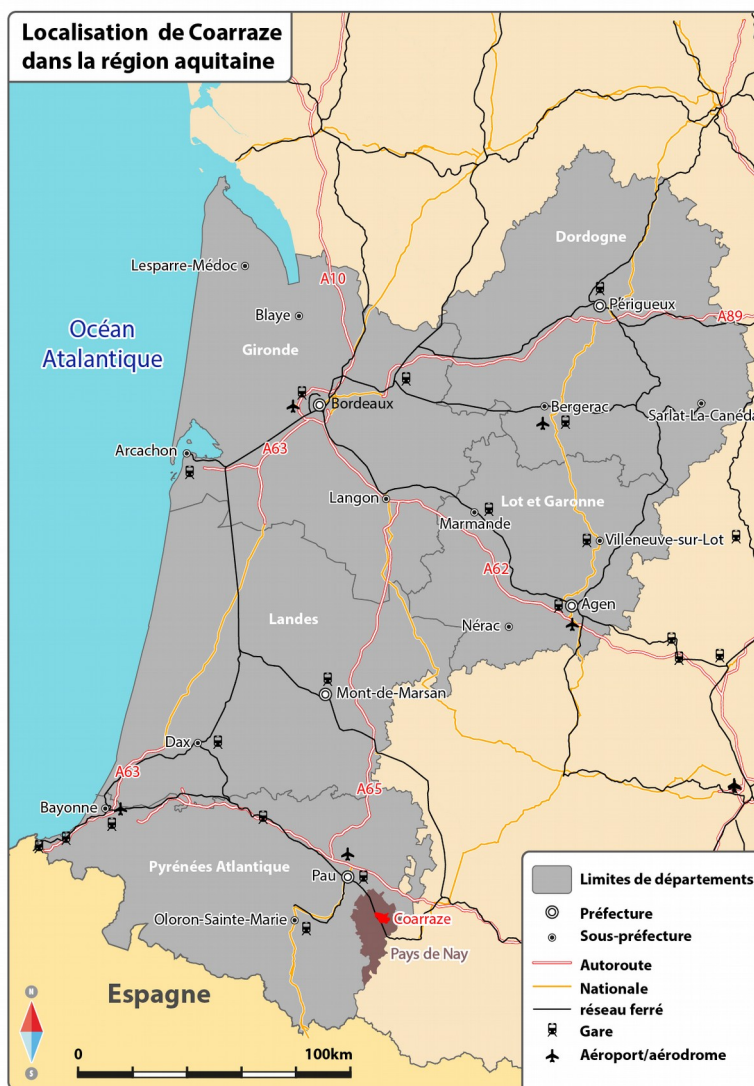 Localisation de Coarraze
dans la région aquitaine
Dordogne
Lesparre-Médoc
A10
Périgueux
Blaye
A89
Océan
Atalantique
Gironde
Bordeaux
Bergerac
Sarlat-La-Canéda
Arcachon
A63
Langon
Lot et Garonne
Marmande
Villeneuve-sur-Lot
A62
Agen
Landes
Nérac
Mont-de-Marsan
Dax
A63
A65
Bayonne
Pyrénées Atlantique
Pau
Oloron-Sainte-Marie
Coarraze
Pays de Nay
Espagne
N
S
0 100km
Limites de départements
Préfecture
Sous-préfecture
Autoroute
Nationale
réseau ferré
Gare
Aéroport/aérodrome